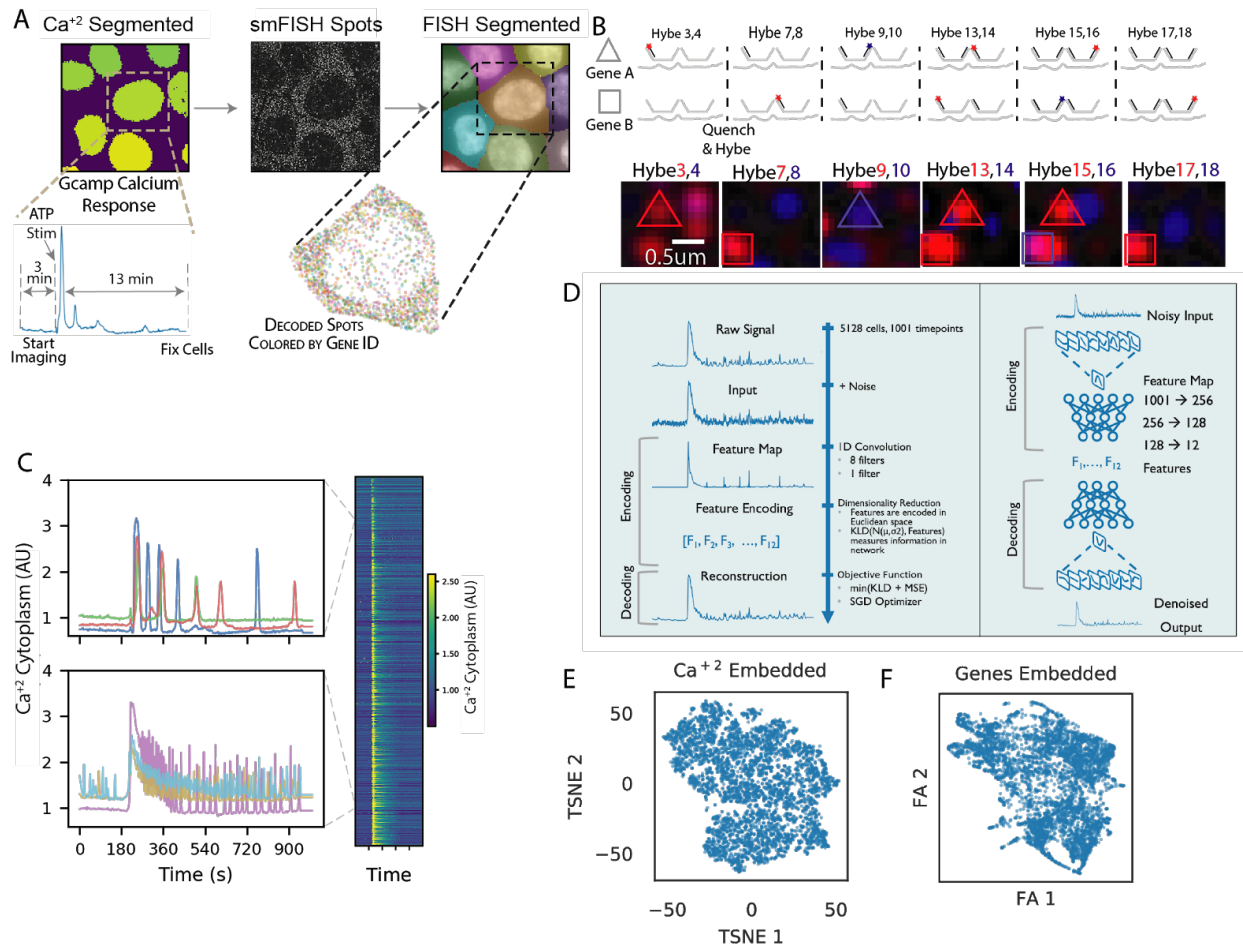 A
Ca+2 Segmented
smFISH Spots
FISH Segmented
Gcamp Calcium
Response
ATP
Stim
3
min
13 min
Start
Imaging
Fix Cells
DECODED SPOTS
COLORED BY GENE ID
B
Hybe 3,4
Hybe 7,8
Hybe 9,10
Hybe 13,14
Hybe 15,16
Hybe 17,18
Gene A
Gene B
Quench
& Hybe
Hybe3,4
Hybe7,8
Hybe9,10
Hybe13,14
Hybe15,16
Hybe17,18
0.5um
C
Ca+2 Cytoplasm (AU)
4
3
2
1
4
3
2
1
0 180 360 540 720 900
Time (s)
2.50
2.00
1.50
1.00
Ca+2 Cytoplasm (AU)
Time
D
Raw Signal
5128 cells, 1001 timepoints
Input
+ Noise
Encoding
Feature Map
1D Convolution
• 8 filters
• 1 filter
Feature Encoding
[F1, F2, F3, ...,F12]
Dimensionality Reduction
• Features are encoded in
Euclidean space
• KLD(N(μ,σ2), Features)
measures information in
network
Decoding
Reconstruction
Objective Function
• min(KLD + MSE)
• SGD Optimizer
Noisy Input
Encoding
Feature Map
1001 → 256
256 → 128
128 → 12
F1,...,F12
Features
Decoding
Denoised
Output
E
Ca+2 Embedded
TSNE 2
50
0
−50
−50 0 50
TSNE 1
F
Genes Embedded
FA 2
FA 1